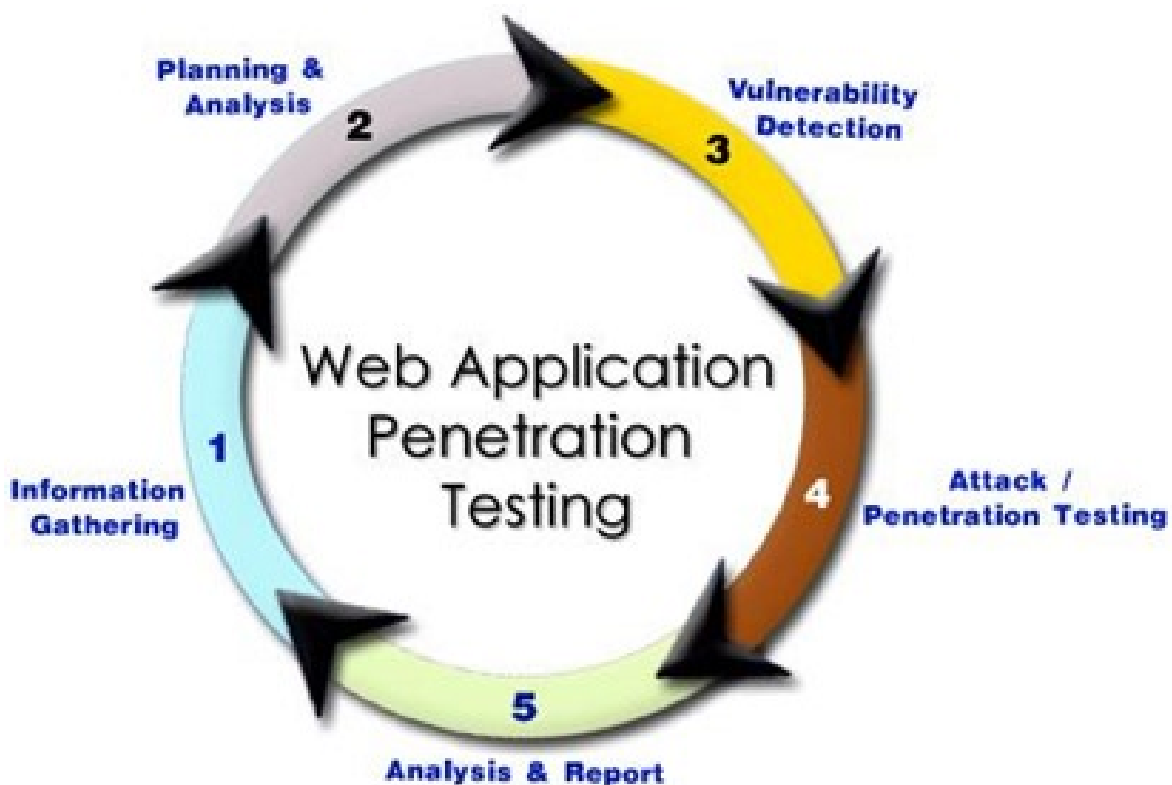 Web Application
Penetration
Testing
1
Information
Gathering
2
Planning &
Analysis
3
Vulnerability
Detection
4
Attack /
Penetration Testing
5
Analysis & Report